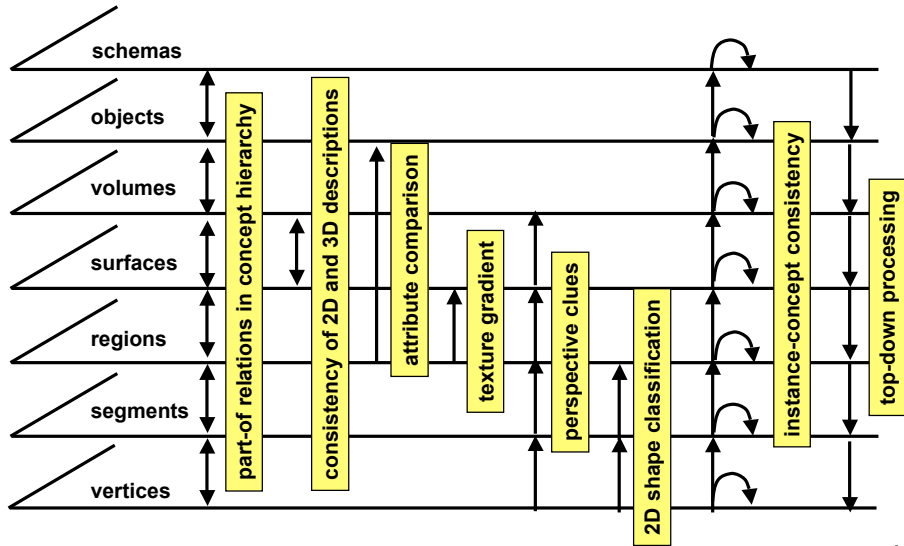 schemas
objects
volumes
surfaces
regions
segments
vertices
part-of relations in concept hierarchy
consistency of 2D and 3D descriptions
attribute comparison
texture gradient
perspective clues
2D shape classification
instance-concept consistency
top-down processing